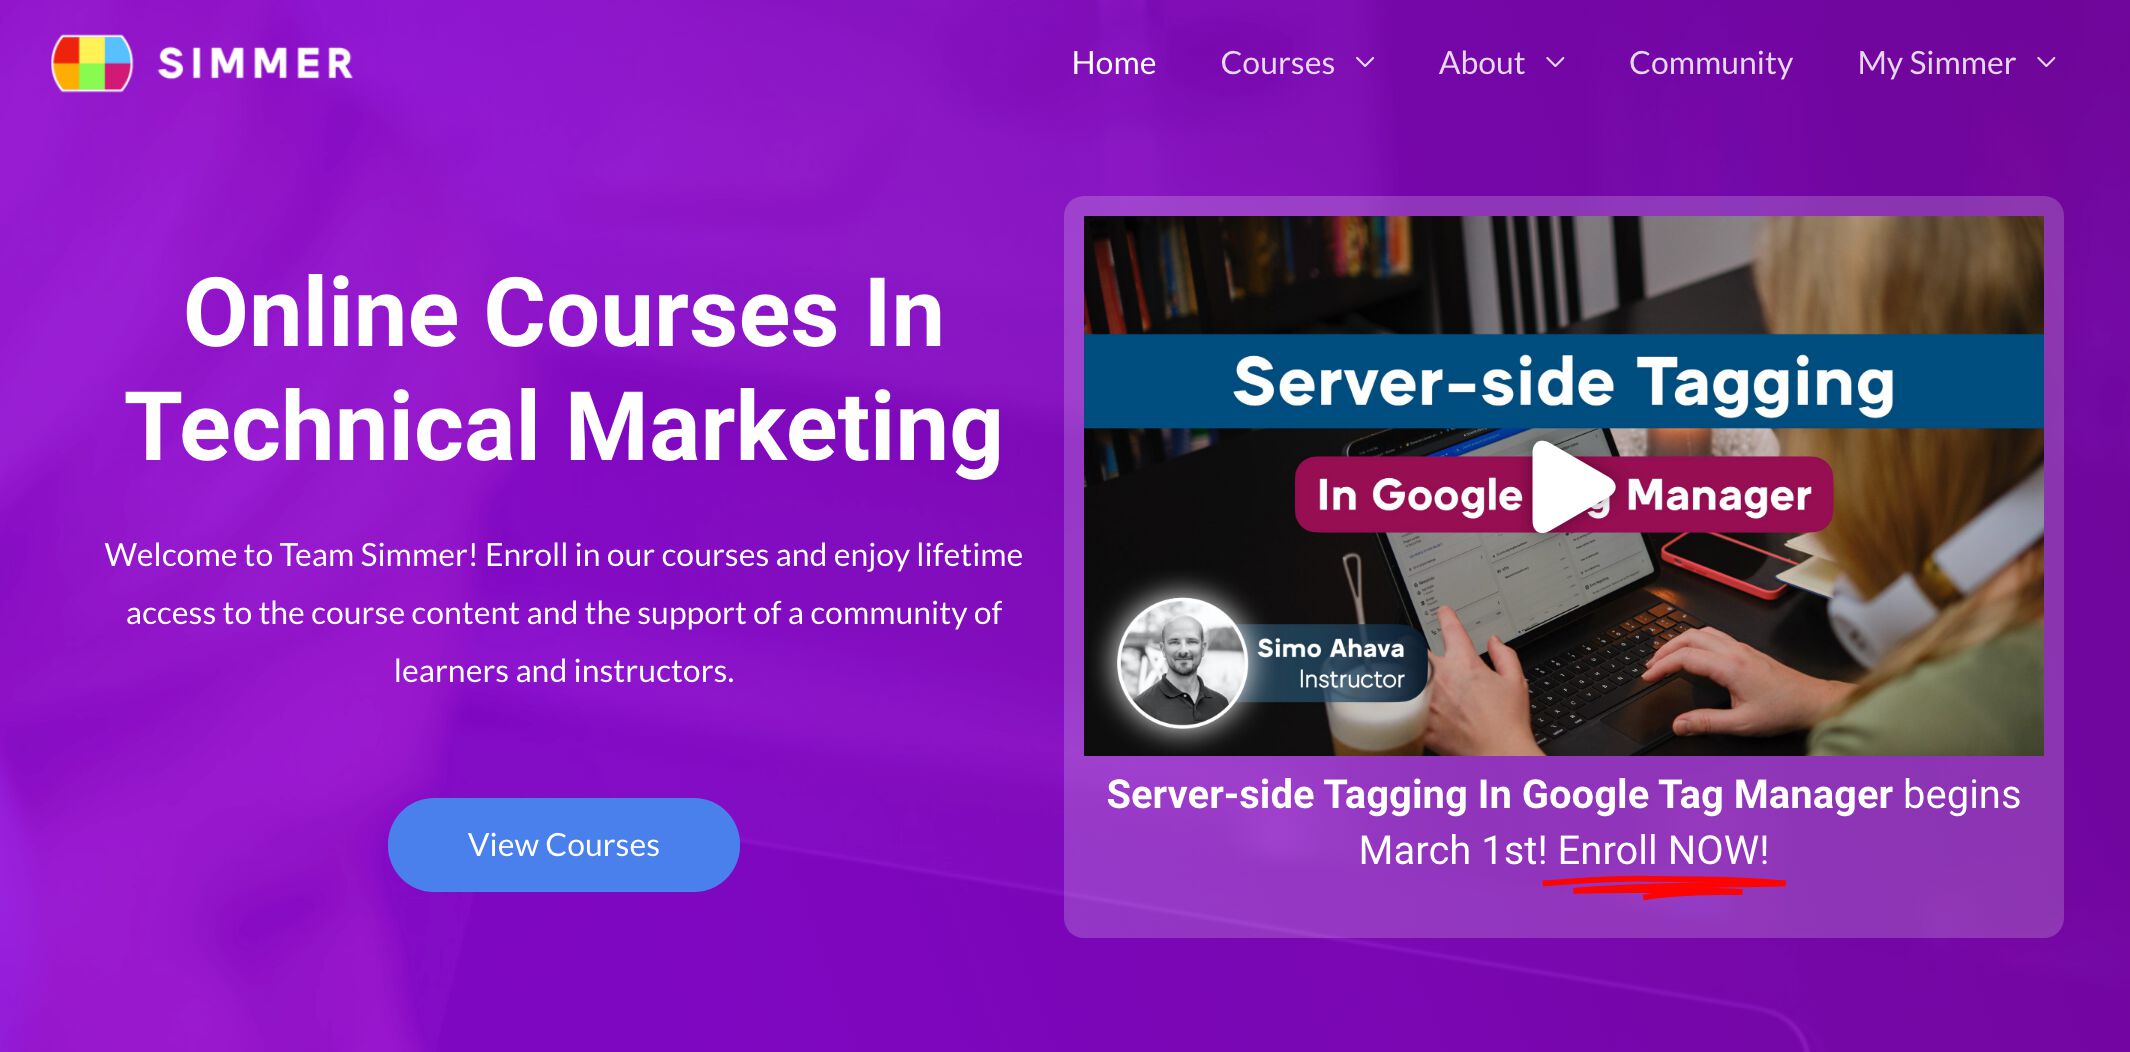 SIMMER
Home
Courses
About
Community
My Simmer
Online Courses In
Technical Marketing
Welcome to Team Simmer! Enroll in our courses and enjoy lifetime
access to the course content and the support of a community of
learners and instructors.
View Courses
Server-side Tagging
In Google Manager
Simo Ahava
Instructor
Server-side Tagging In Google Tag Manager begins
March 1st! Enroll NOW!